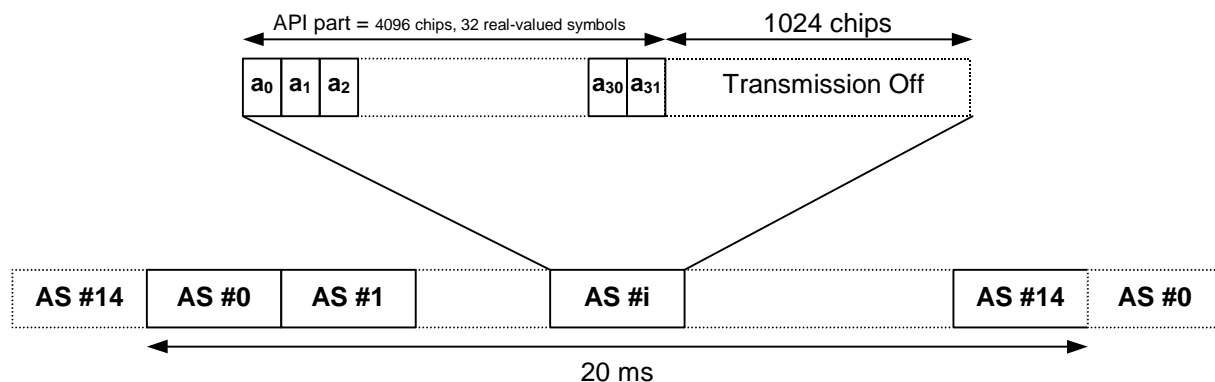 API part = 4096 chips, 32 real-valued symbols
1024 chips
a₀ a₁ a₂ a₃₀ a₃₁ Transmission Off
AS #14 AS #0 AS #1 AS #i AS #14 AS #0
20 ms